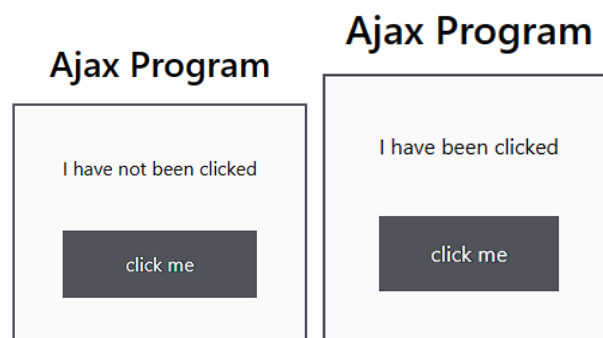 Ajax Program
I have not been clicked
click me
Ajax Program
I have been clicked
click me